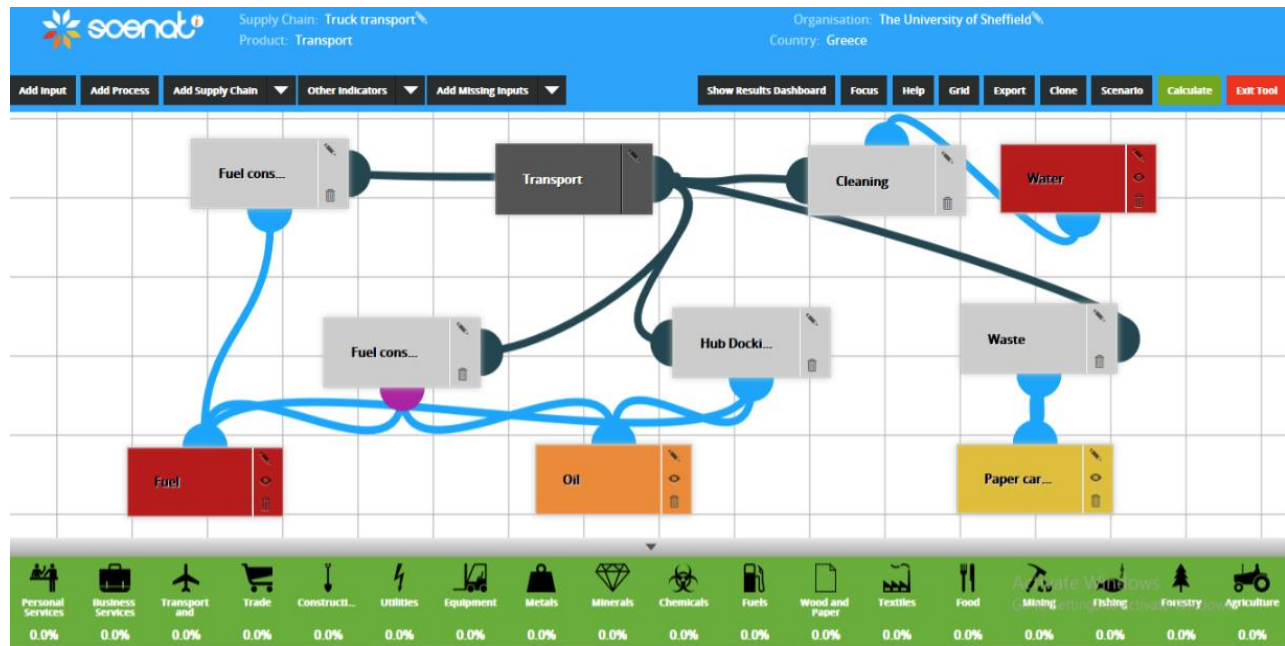 scenat i
Supply Chain: Truck transport
Organisation: The University of Sheffield
Product: Transport
Country: Greece
Add Input Add Process Add Supply Chain Other Indicators Add Missing Inputs Show Results Dashboard Focus Help Grid Export Clone Scenario Calculate Exit Tool
Fuel cons...
Transport
Cleaning
Water
Fuel cons...
Hub Docki...
Waste
Fuel
Oil
Paper car...
Personal Services Business Services Transport and Trade Constructi... Utilities Equipment Metals Minerals Chemicals Fuels Wood and Paper Textiles Food Mining Fishing Forestry Agriculture
0.0% 0.0% 0.0% 0.0% 0.0% 0.0% 0.0% 0.0% 0.0% 0.0% 0.0% 0.0% 0.0% 0.0% 0.0% 0.0% 0.0% 0.0%
Activate Windows